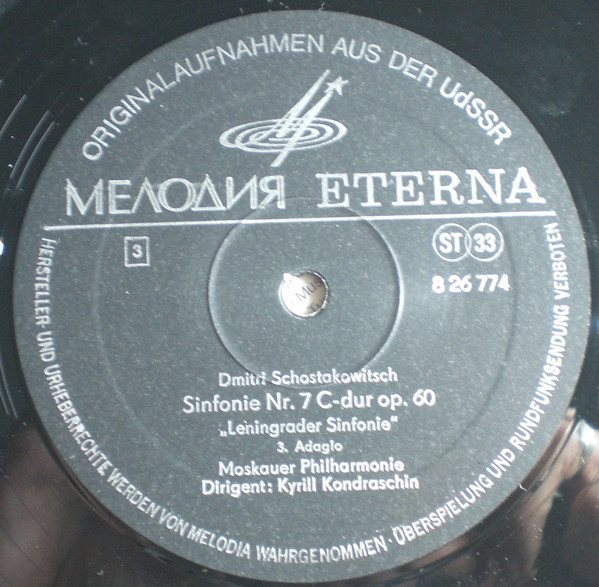 ORIGINALAUFNAHMEN AUS DER UdSSR
МЕЛОДИЯ ETERNA
3
ST 33
8 26 774
Mus
Dmitri Schostakowitsch
Sinfonie Nr. 7 C-dur op. 60
„Leningrader Sinfonie"
3. Adagio
Moskauer Philharmonie
Dirigent: Kyrill Kondraschin
HERSTELLER- UND URHEBERRECHTE WERDEN VON MELODIA WAHRGENOMMEN · ÜBERSPIELUNG UND RUNDFUNKSENDUNG VERBOTEN